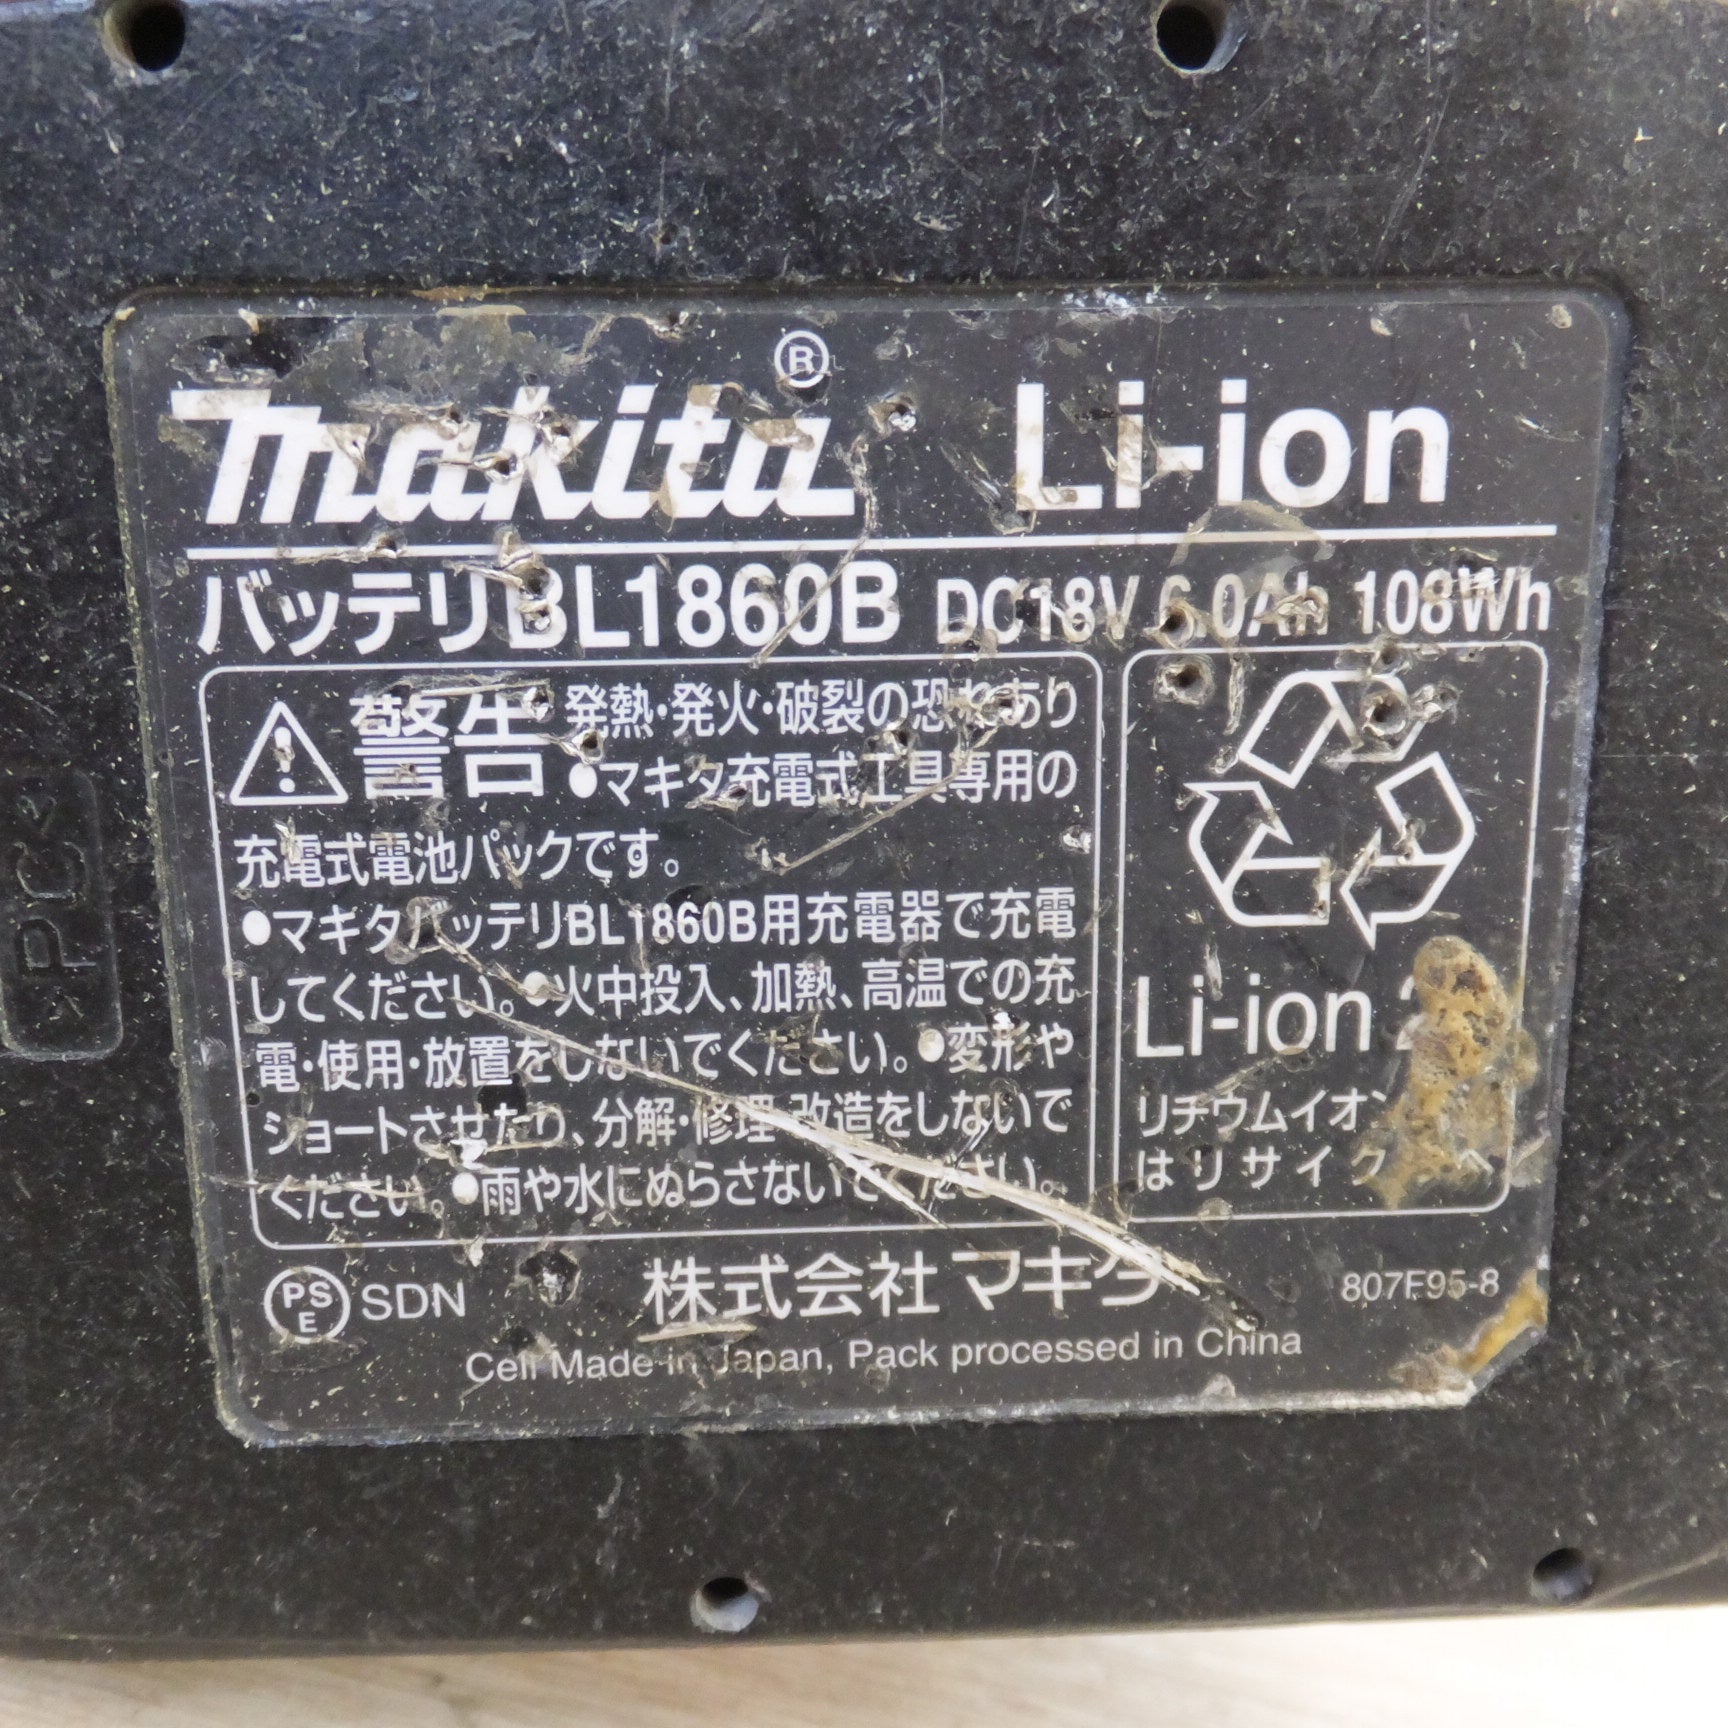 makita® Li-ion
バッテリBL1860B DC18V 6.0Ah 108Wh
警告 発熱・発火・破裂の恐れあり
●マキタ充電式工具専用の
充電式電池パックです。
●マキタバッテリBL1860B用充電器で充電
してください。●火中投入、加熱、高温での充
電・使用・放置をしないでください。●変形や
ショートさせたり、分解・修理・改造をしないで
ください。●雨や水にぬらさないでください。
Li-ion
リチウムイオン
はリサイクルへ
PSE SDN 株式会社マキタ 807F95-8
Cell Made in Japan, Pack processed in China
>PC<